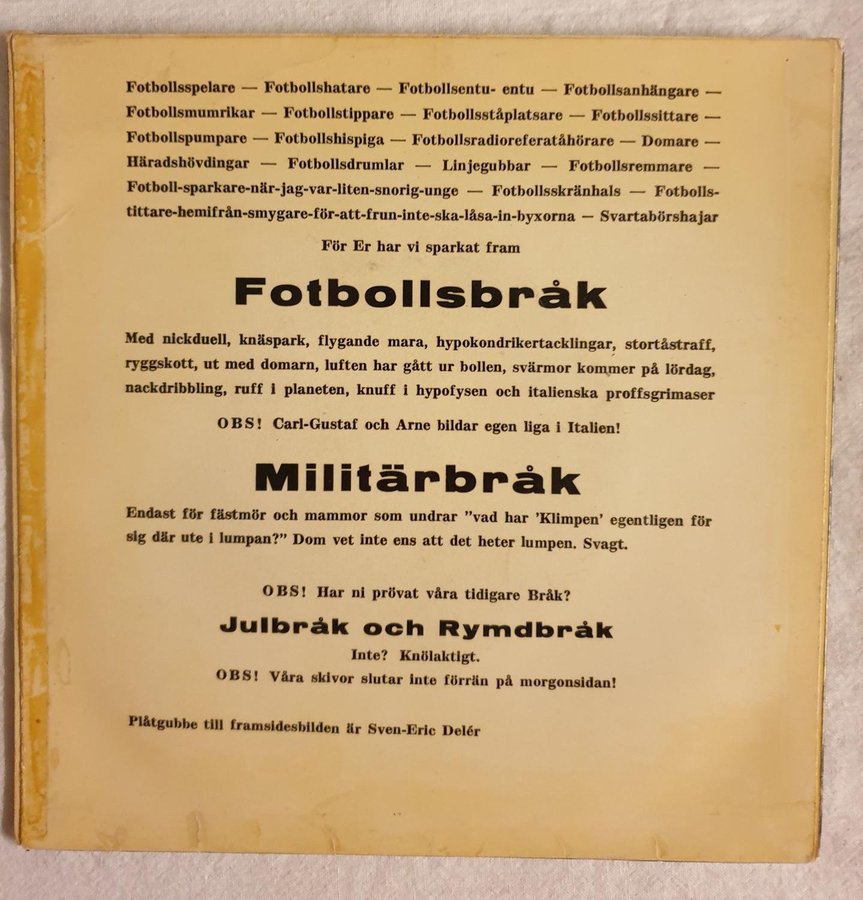 Fotbollsspelare — Fotbollshatare — Fotbollsentu- entu — Fotbollsanhängare —
Fotbollsmumrikar — Fotbollstippare — Fotbollsståplatsare — Fotbollssittare —
Fotbollspumpare — Fotbollshispiga — Fotbollsradioreferatåhörare — Domare —
Häradshövdingar — Fotbollsdrumlar — Linjegubbar — Fotbollsremmare —
Fotboll-sparkare-när-jag-var-liten-snorig-unge — Fotbollsskränhals — Fotbolls-
tittare-hemifrån-smygare-för-att-frun-inte-ska-låsa-in-byxorna — Svartabörshajar
För Er har vi sparkat fram
Fotbollsbråk
Med nickduell, knäspark, flygande mara, hypokondrikertacklingar, stortåstraff,
ryggskott, ut med domarn, luften har gått ur bollen, svärmor kommer på lördag,
nackdribbling, ruff i planeten, knuff i hypofysen och italienska proffsgrimaser
OBS! Carl-Gustaf och Arne bildar egen liga i Italien!
Militärbråk
Endast för fästmör och mammor som undrar "vad har 'Klimpen' egentligen för
sig där ute i lumpan?" Dom vet inte ens att det heter lumpen. Svagt.
OBS! Har ni prövat våra tidigare Bråk?
Julbråk och Rymdbråk
Inte? Knölaktigt.
OBS! Våra skivor slutar inte förrän på morgonsidan!
Plåtgubbe till framsidesbilden är Sven-Eric Delér